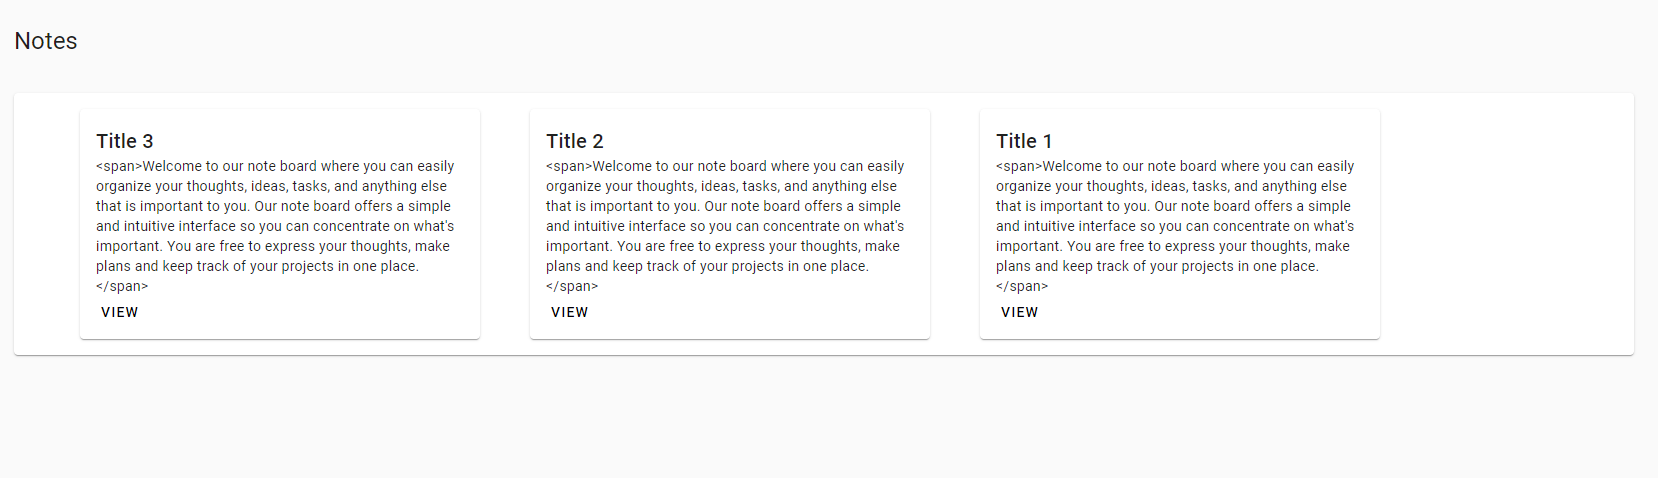 Notes
Title 3
<span>Welcome to our note board where you can easily
organize your thoughts, ideas, tasks, and anything else
that is important to you. Our note board offers a simple
and intuitive interface so you can concentrate on what's
important. You are free to express your thoughts, make
plans and keep track of your projects in one place.
</span>
VIEW
Title 2
<span>Welcome to our note board where you can easily
organize your thoughts, ideas, tasks, and anything else
that is important to you. Our note board offers a simple
and intuitive interface so you can concentrate on what's
important. You are free to express your thoughts, make
plans and keep track of your projects in one place.
</span>
VIEW
Title 1
<span>Welcome to our note board where you can easily
organize your thoughts, ideas, tasks, and anything else
that is important to you. Our note board offers a simple
and intuitive interface so you can concentrate on what's
important. You are free to express your thoughts, make
plans and keep track of your projects in one place.
</span>
VIEW